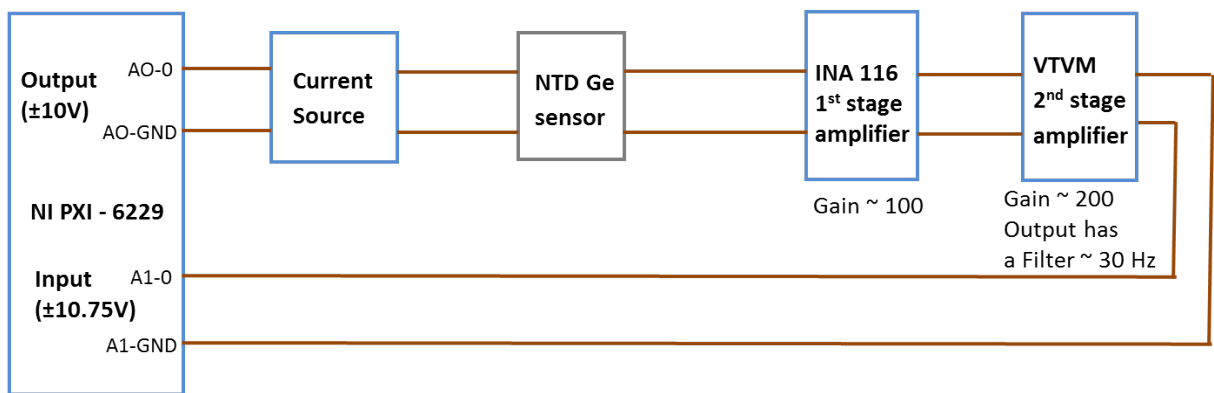 Output
(±10V)
AO-0
AO-GND
NI PXI - 6229
Input
(±10.75V)
A1-0
A1-GND
Current
Source
NTD Ge
sensor
INA 116
1st stage
amplifier
Gain ~ 100
VTVM
2nd stage
amplifier
Gain ~ 200
Output has
a Filter ~ 30 Hz